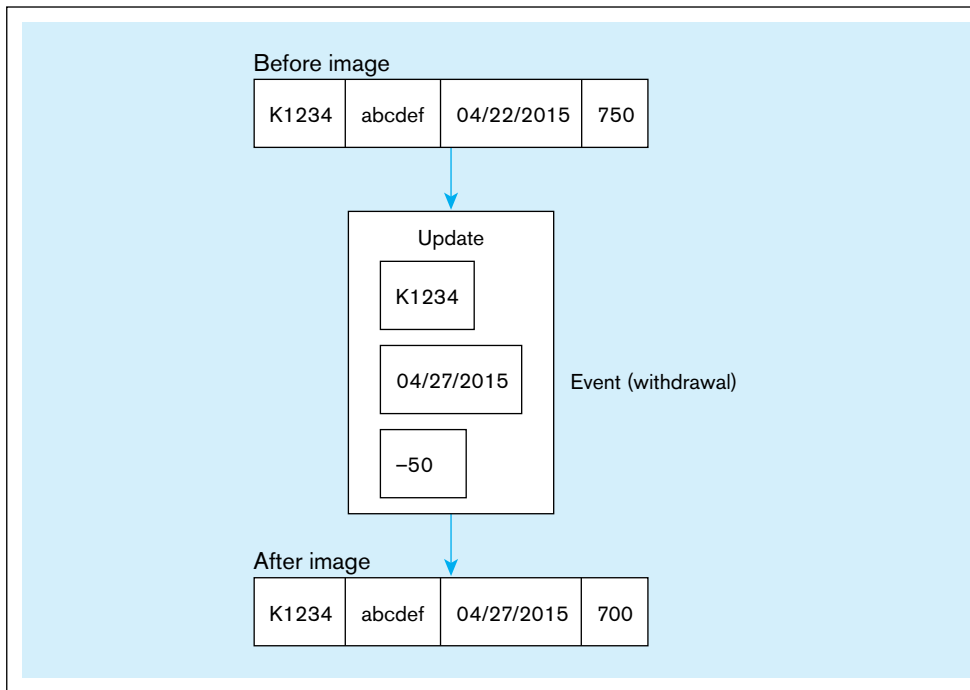 Before image
K1234 abcdef 04/22/2015 750
Update
K1234
04/27/2015
Event (withdrawal)
–50
After image
K1234 abcdef 04/27/2015 700